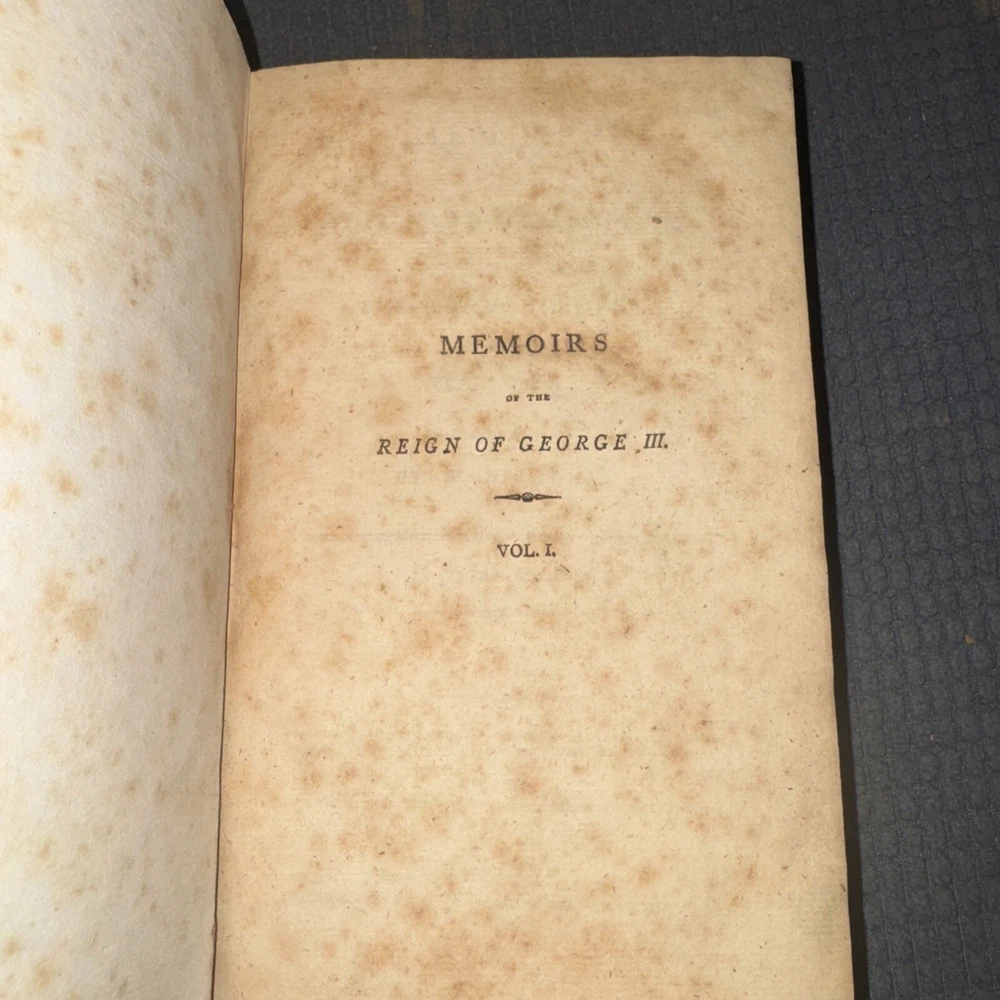 MEMOIRS
OF THE
REIGN OF GEORGE III.
VOL. I.